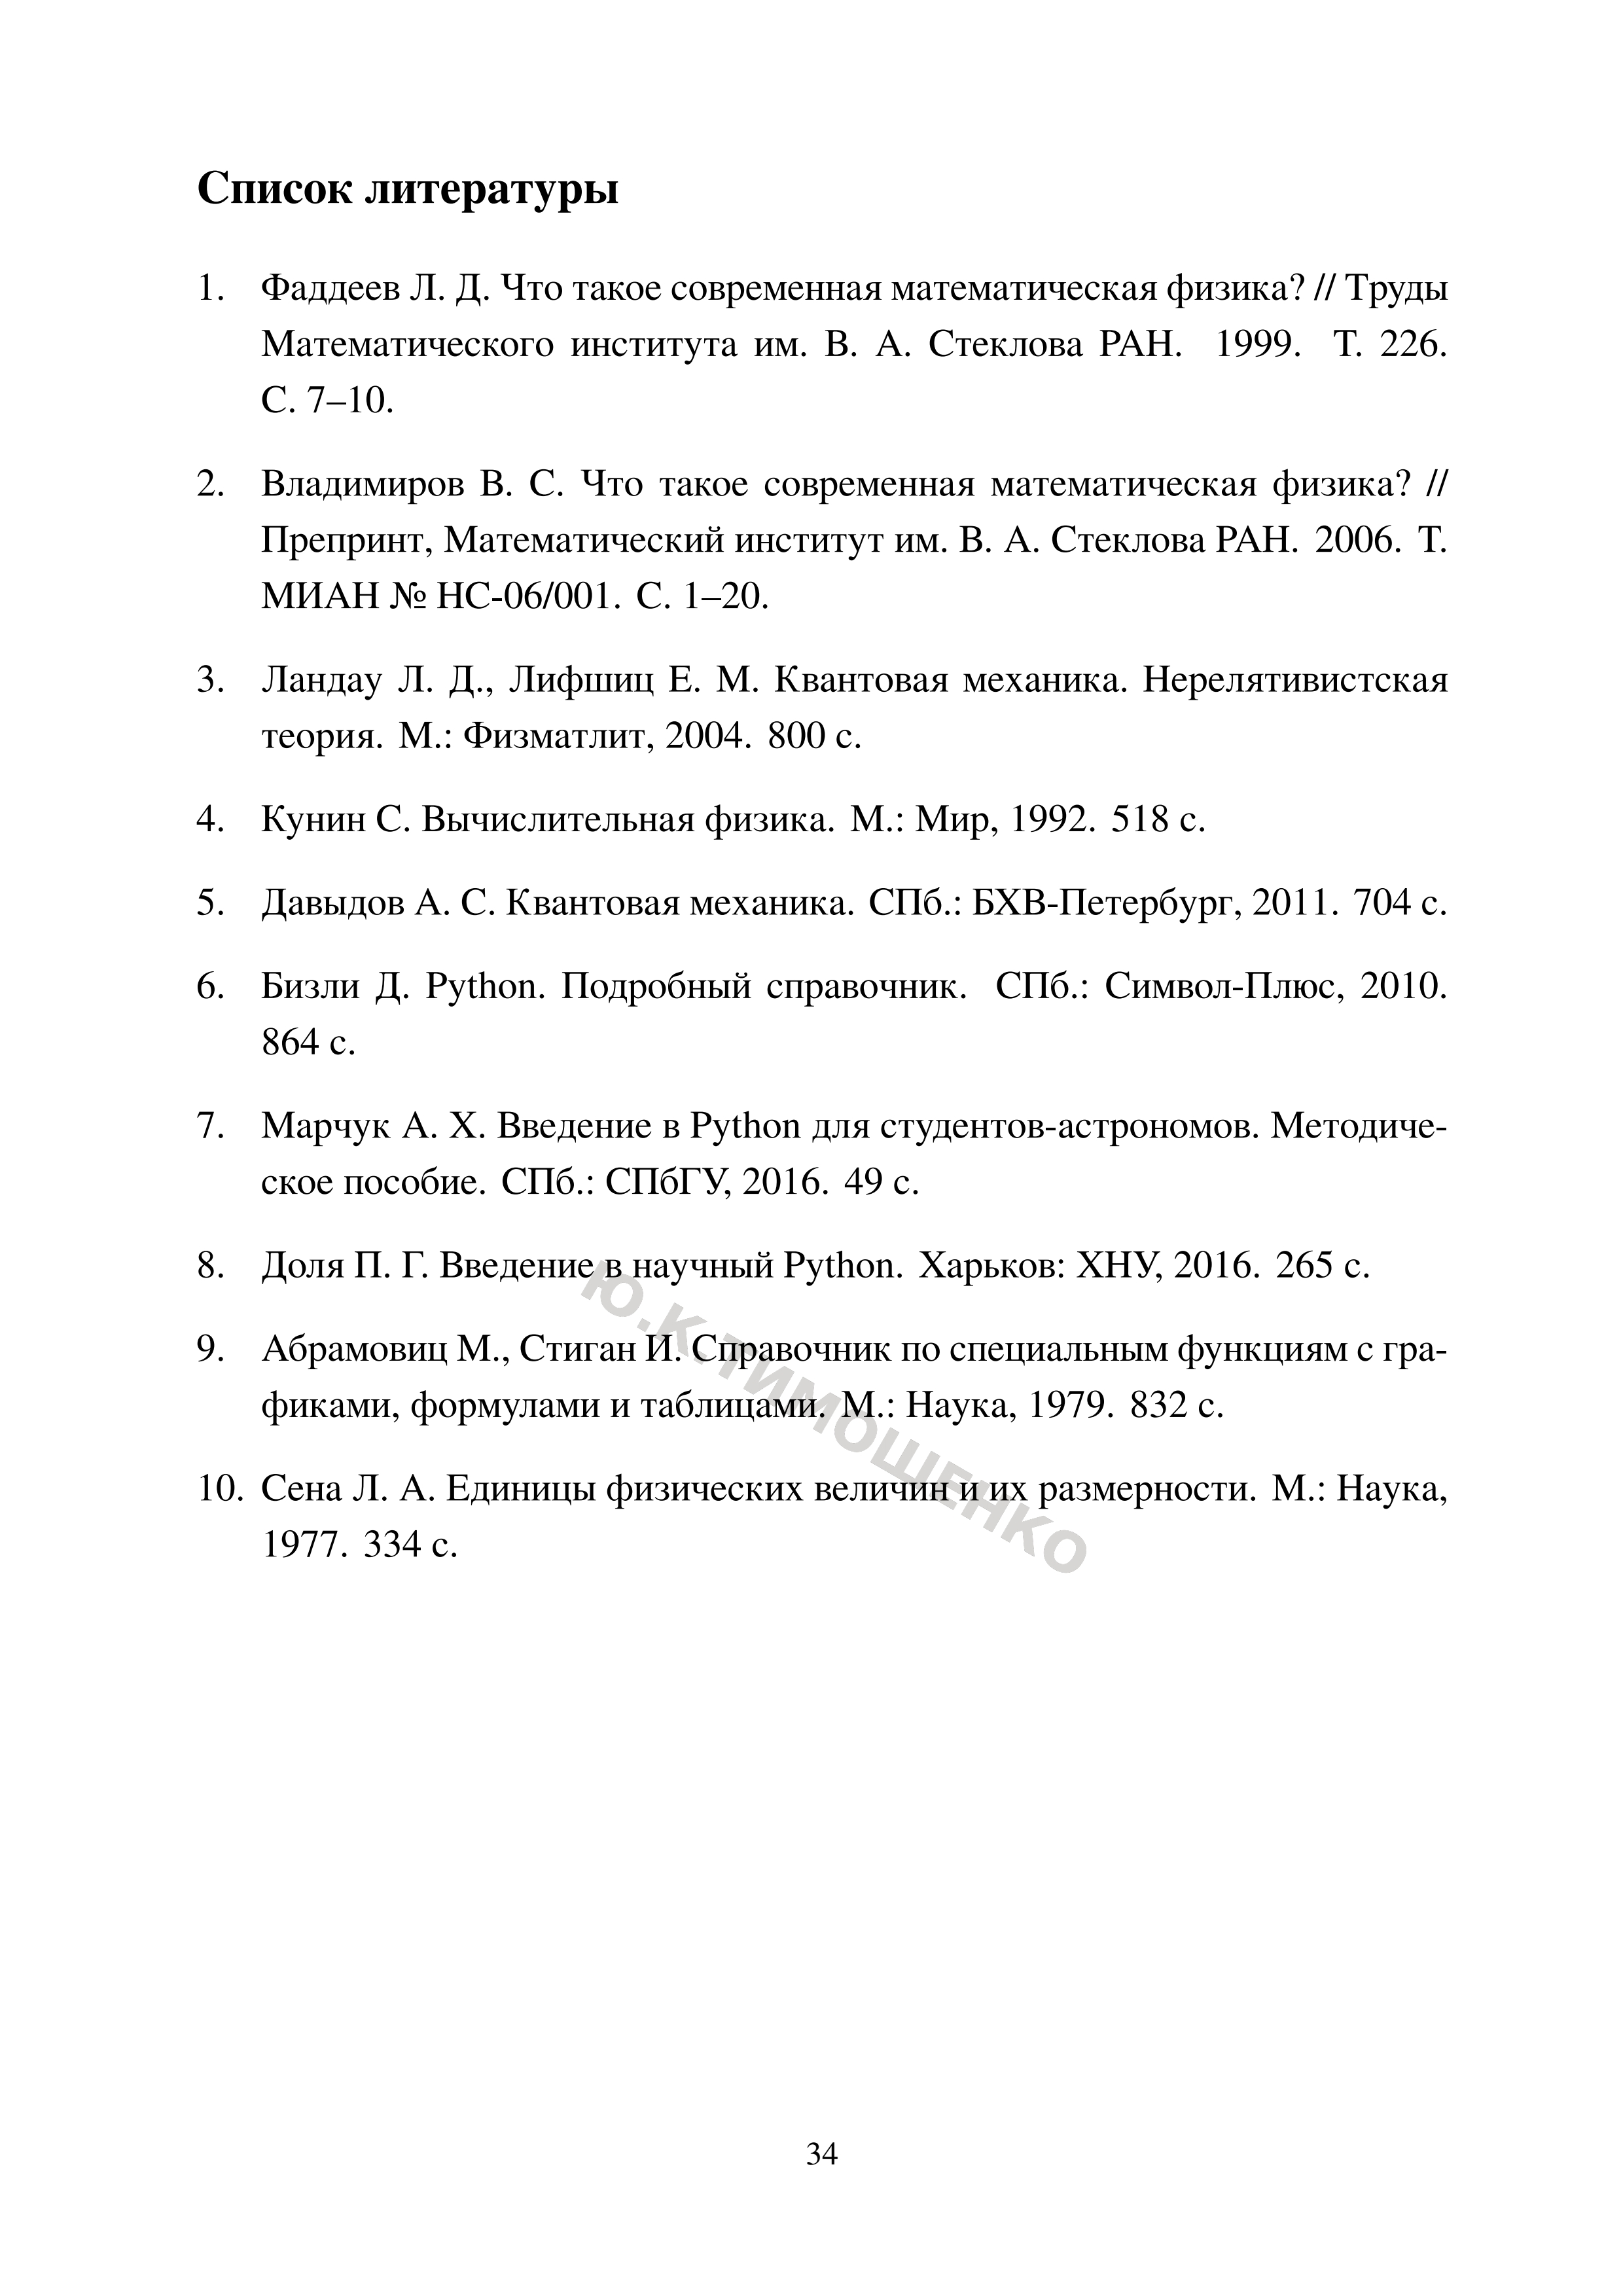 Список литературы
1. Фаддеев Л. Д. Что такое современная математическая физика? // Труды
Математического института им. В. А. Стеклова РАН. 1999. Т. 226.
С. 7–10.
2. Владимиров В. С. Что такое современная математическая физика? //
Препринт, Математический институт им. В. А. Стеклова РАН. 2006. Т.
МИАН № НС-06/001. С. 1–20.
3. Ландау Л. Д., Лифшиц Е. М. Квантовая механика. Нерелятивистская
теория. М.: Физматлит, 2004. 800 с.
4. Кунин С. Вычислительная физика. М.: Мир, 1992. 518 с.
5. Давыдов А. С. Квантовая механика. СПб.: БХВ-Петербург, 2011. 704 с.
6. Бизли Д. Python. Подробный справочник. СПб.: Символ-Плюс, 2010.
864 с.
7. Марчук А. Х. Введение в Python для студентов-астрономов. Методиче-
ское пособие. СПб.: СПбГУ, 2016. 49 с.
8. Доля П. Г. Введение в научный Python. Харьков: ХНУ, 2016. 265 с.
9. Абрамовиц М., Стиган И. Справочник по специальным функциям с гра-
фиками, формулами и таблицами. М.: Наука, 1979. 832 с.
10. Сена Л. А. Единицы физических величин и их размерности. М.: Наука,
1977. 334 с.
Ю.К.ТИМОШЕНКО
34